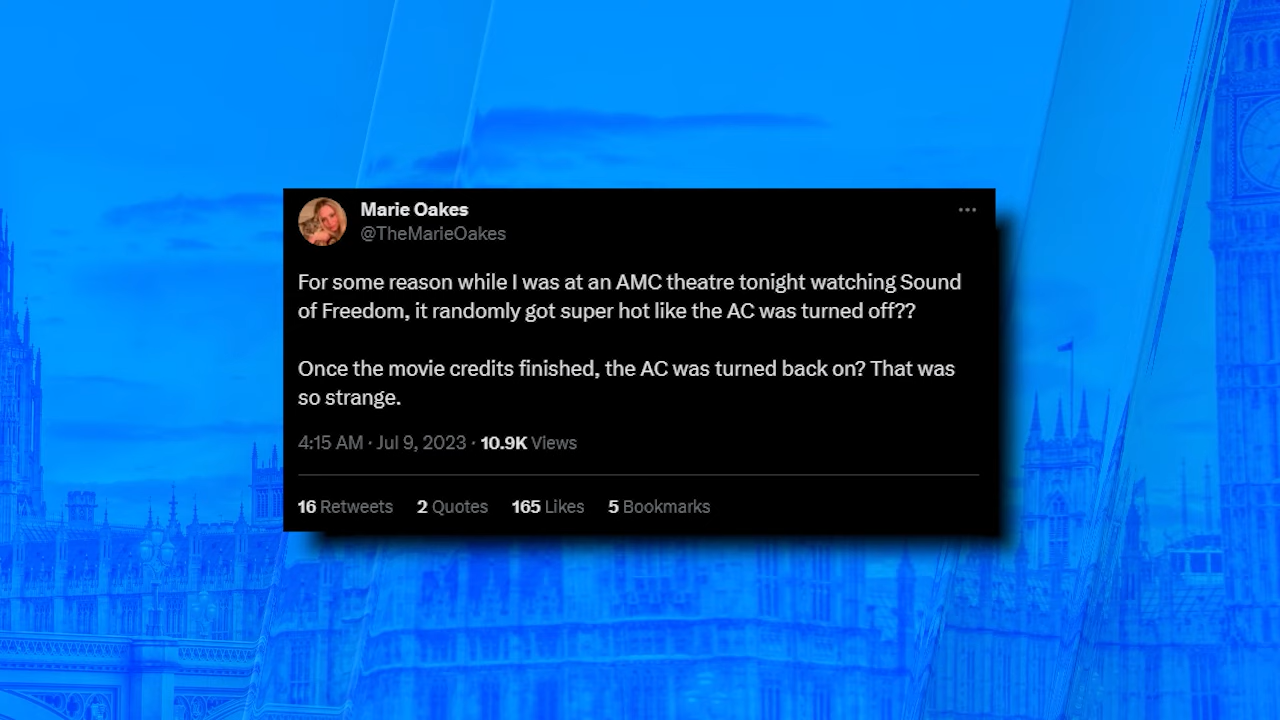 Marie Oakes
@TheMarieOakes
For some reason while I was at an AMC theatre tonight watching Sound
of Freedom, it randomly got super hot like the AC was turned off??
Once the movie credits finished, the AC was turned back on? That was
so strange.
4:15 AM · Jul 9, 2023 · 10.9K Views
16 Retweets 2 Quotes 165 Likes 5 Bookmarks